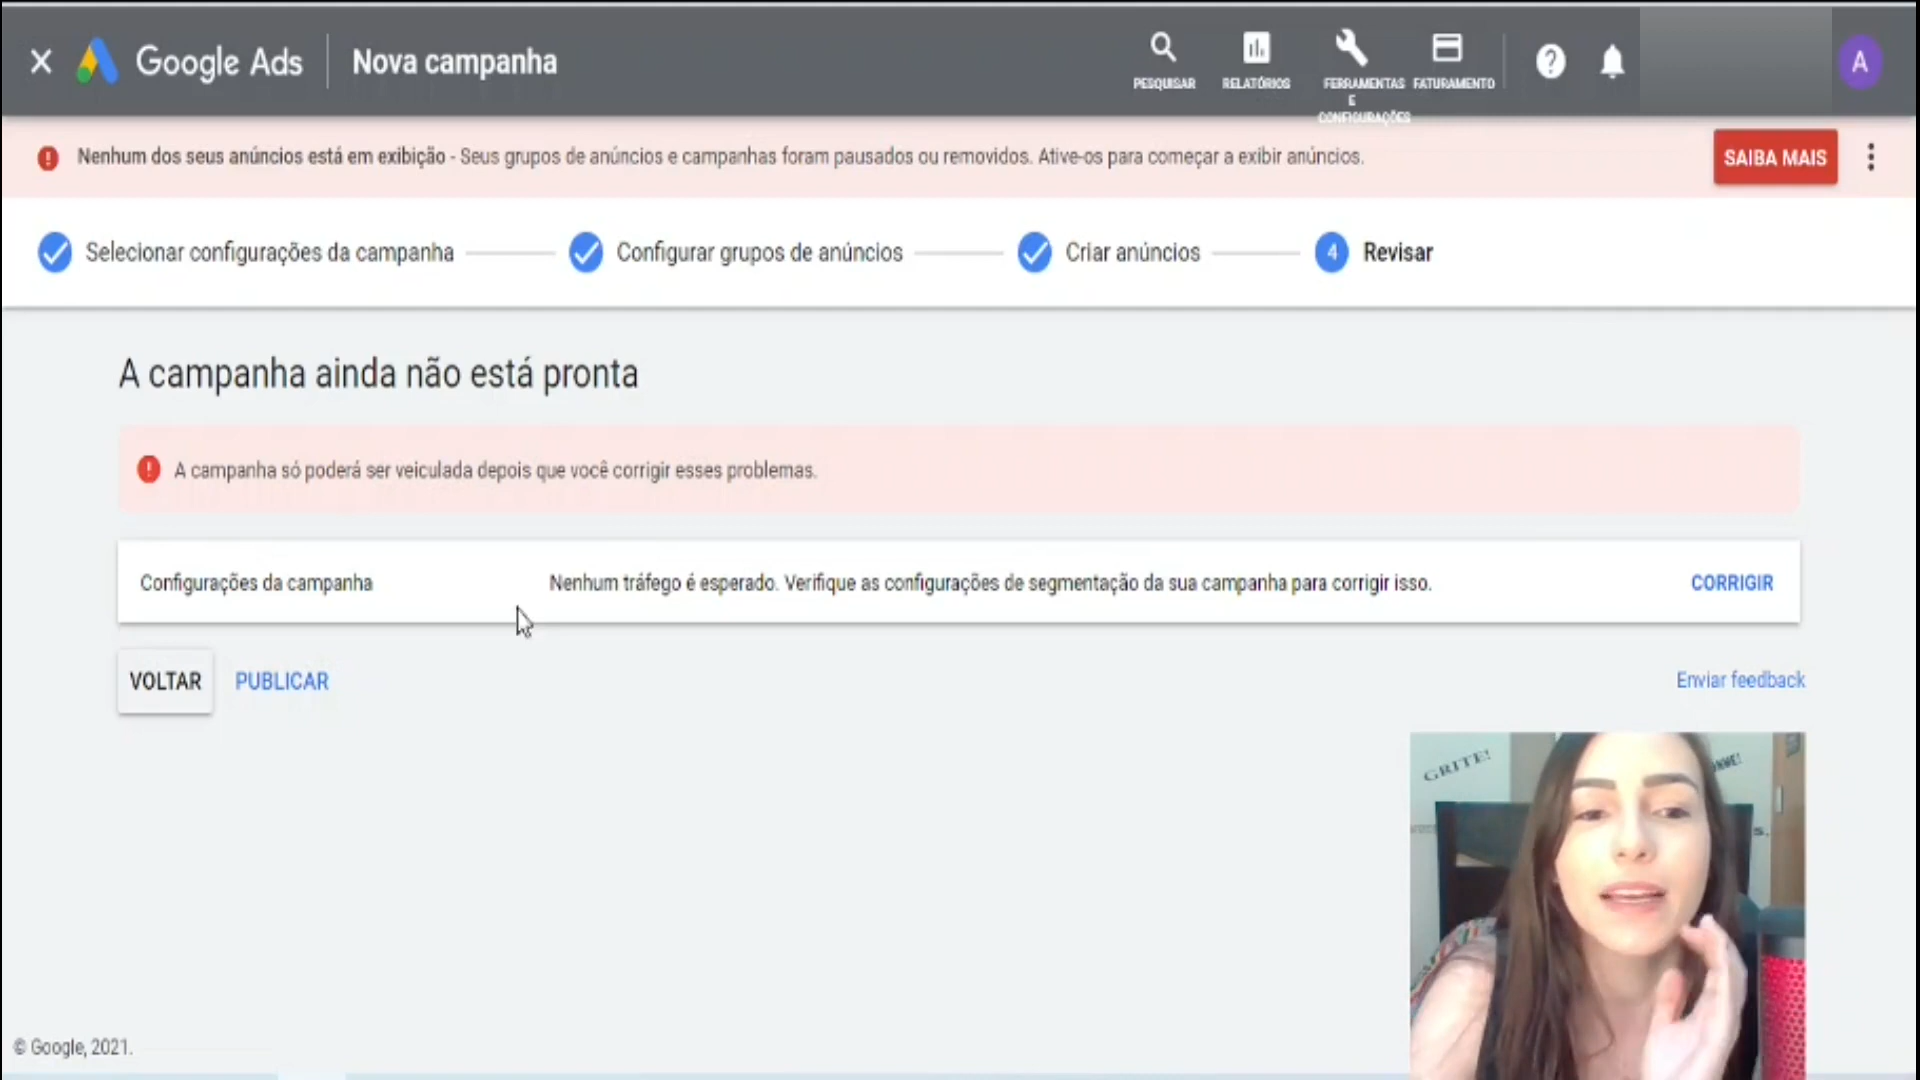 Google Ads
Nova campanha
PESQUISAR
RELATÓRIOS
FERRAMENTAS
E
CONFIGURAÇÕES
FATURAMENTO
A
Nenhum dos seus anúncios está em exibição - Seus grupos de anúncios e campanhas foram pausados ou removidos. Ative-os para começar a exibir anúncios.
SAIBA MAIS
Selecionar configurações da campanha
Configurar grupos de anúncios
Criar anúncios
4
Revisar
A campanha ainda não está pronta
A campanha só poderá ser veiculada depois que você corrigir esses problemas.
Configurações da campanha
Nenhum tráfego é esperado. Verifique as configurações de segmentação da sua campanha para corrigir isso.
CORRIGIR
VOLTAR
PUBLICAR
Enviar feedback
GRITE!
© Google, 2021.